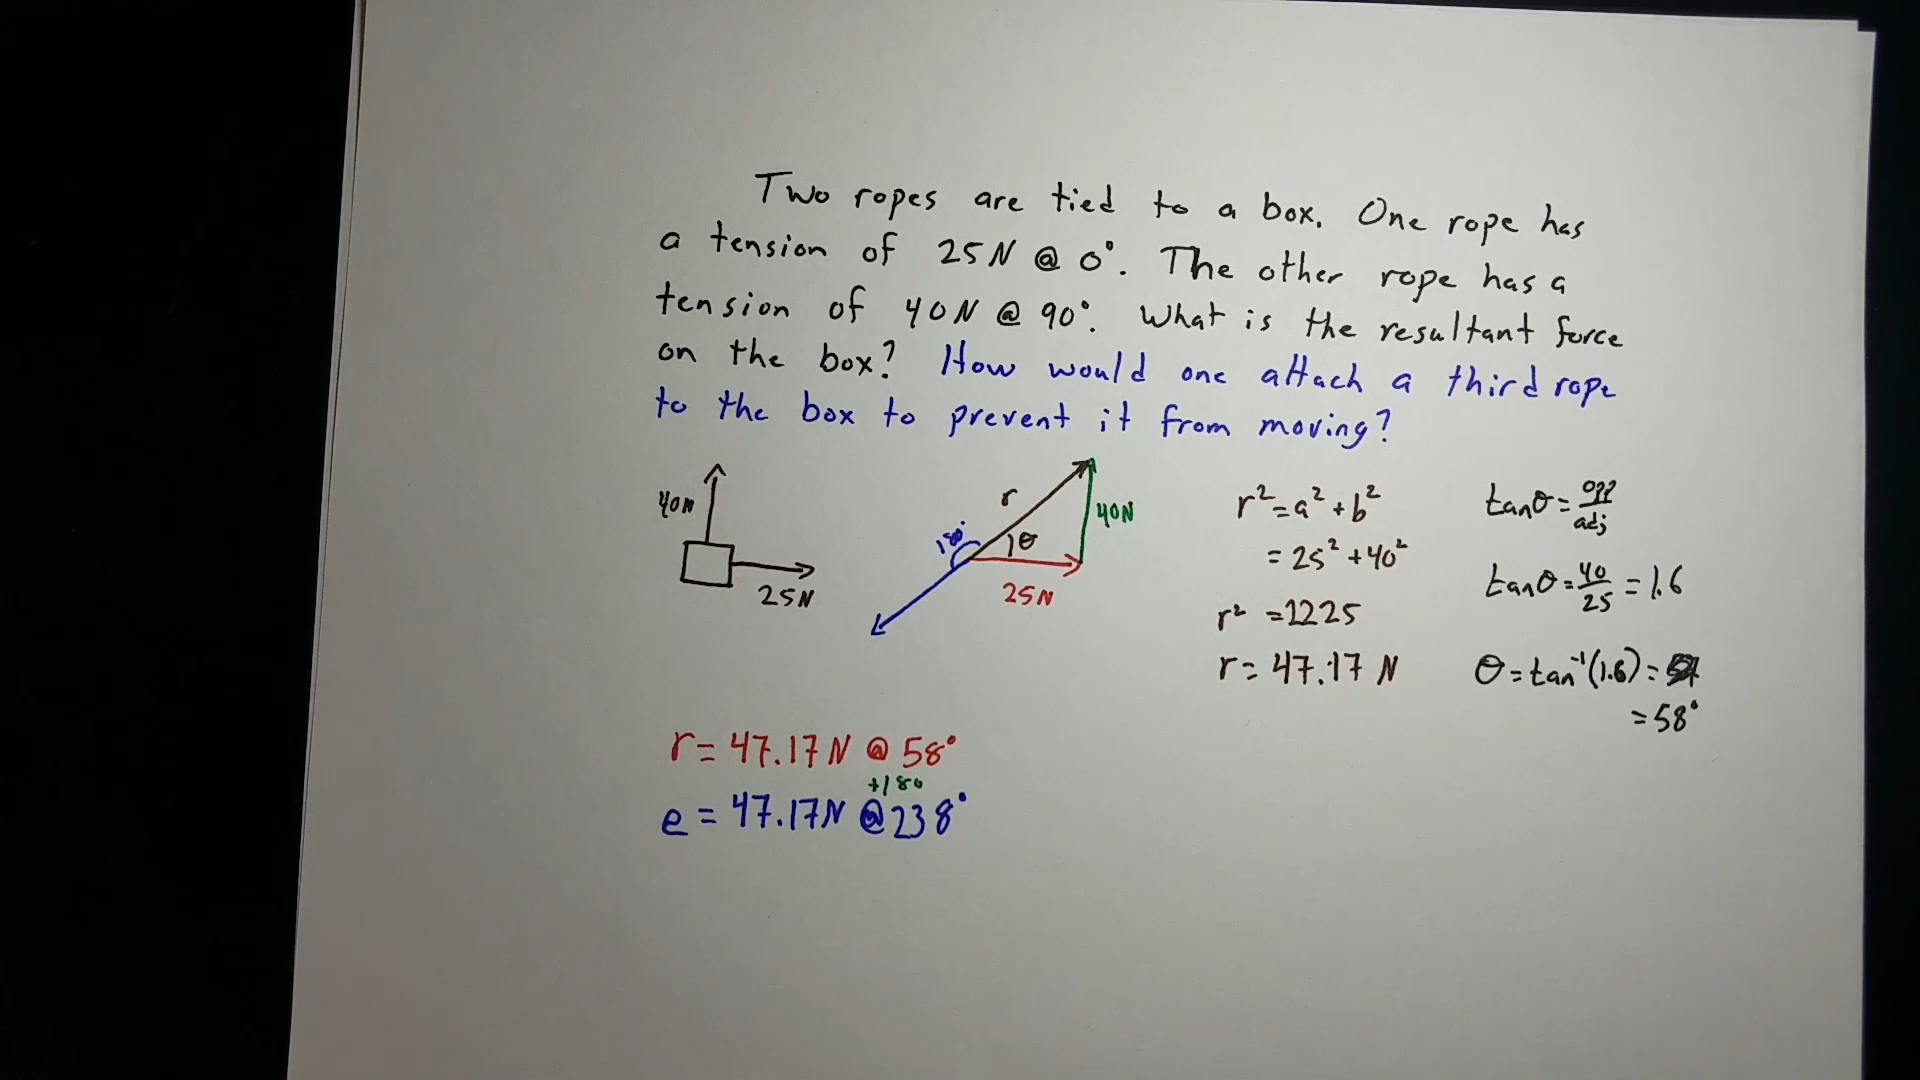 Two ropes are tied to a box. One rope has
a tension of 25N @ 0°. The other rope has a
tension of 40N @ 90°. What is the resultant force
on the box? How would one attach a third rope
to the box to prevent it from moving?
40N
25N
r
θ
180°
40N
25N
r² = a² + b²
= 25² + 40²
r² = 1225
r = 47.17 N
tanθ = opp/adj
tanθ = 40/25 = 1.6
θ = tan⁻¹(1.6) =
= 58°
r = 47.17N @ 58°
+180
e = 47.17N @ 238°